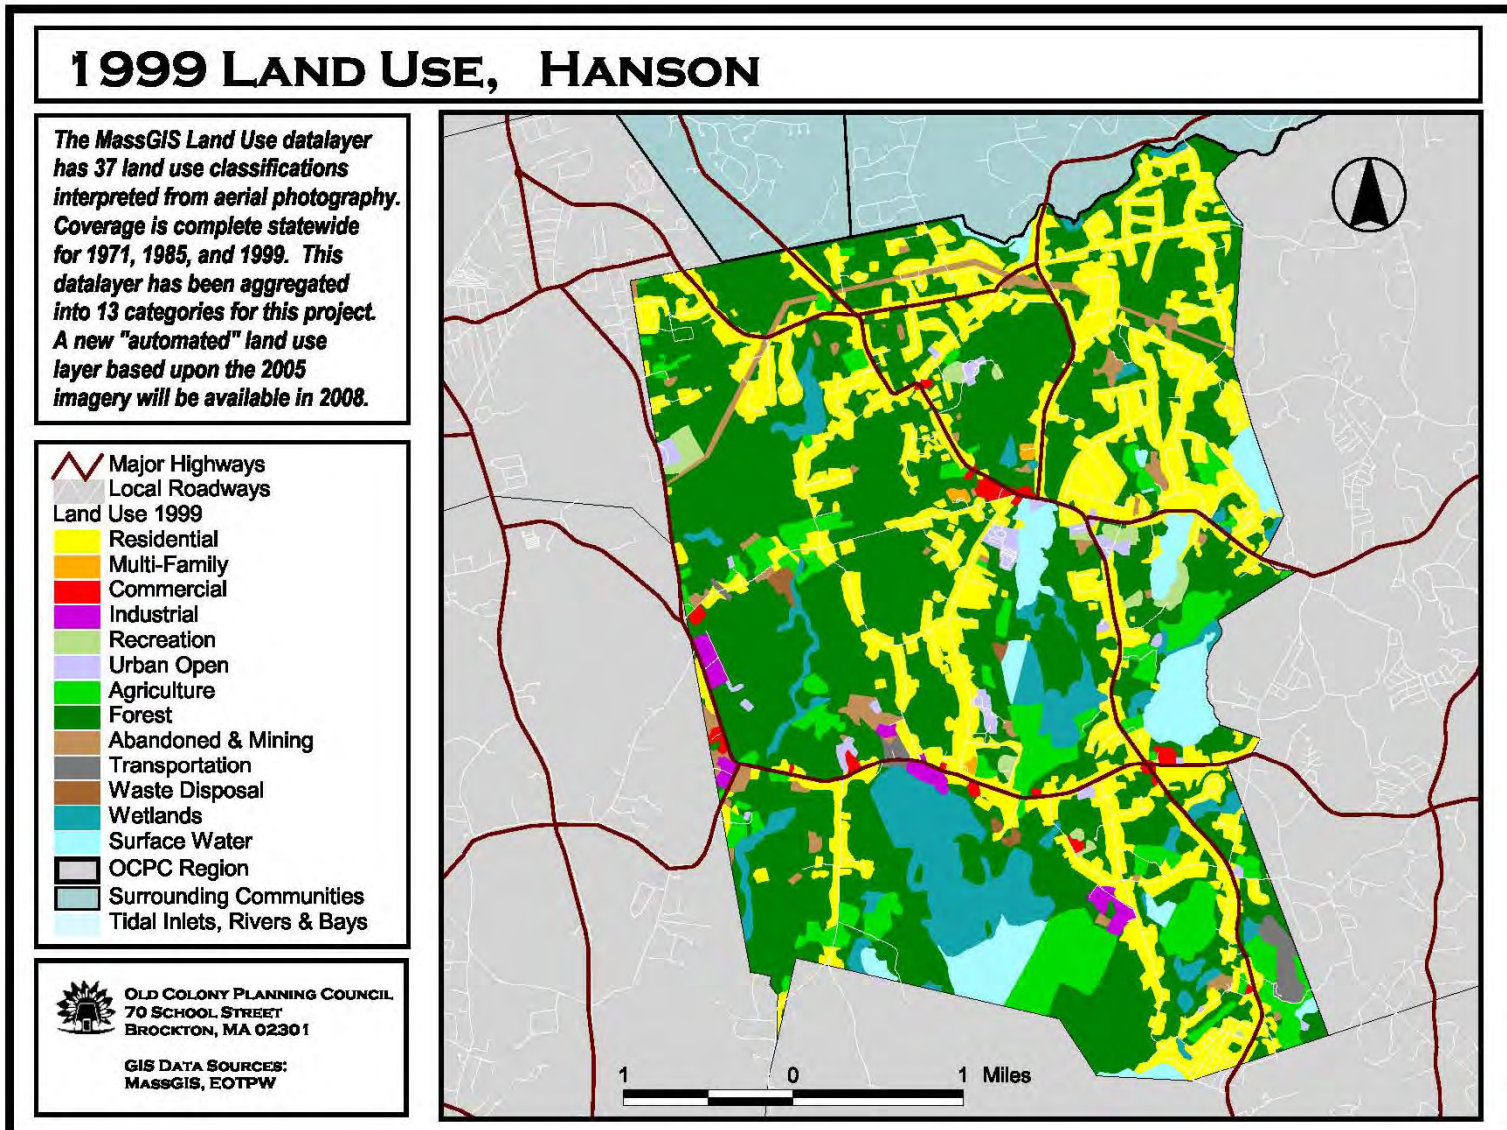 1999 Land Use, Hanson
The MassGIS Land Use datalayer
has 37 land use classifications
interpreted from aerial photography.
Coverage is complete statewide
for 1971, 1985, and 1999. This
datalayer has been aggregated
into 13 categories for this project.
A new "automated" land use
layer based upon the 2005
imagery will be available in 2008.
Major Highways
Local Roadways
Land Use 1999
Residential
Multi-Family
Commercial
Industrial
Recreation
Urban Open
Agriculture
Forest
Abandoned & Mining
Transportation
Waste Disposal
Wetlands
Surface Water
OCPC Region
Surrounding Communities
Tidal Inlets, Rivers & Bays
Old Colony Planning Council
70 School Street
Brockton, MA 02301
GIS Data Sources:
MassGIS, EOTPW
1 0 1 Miles